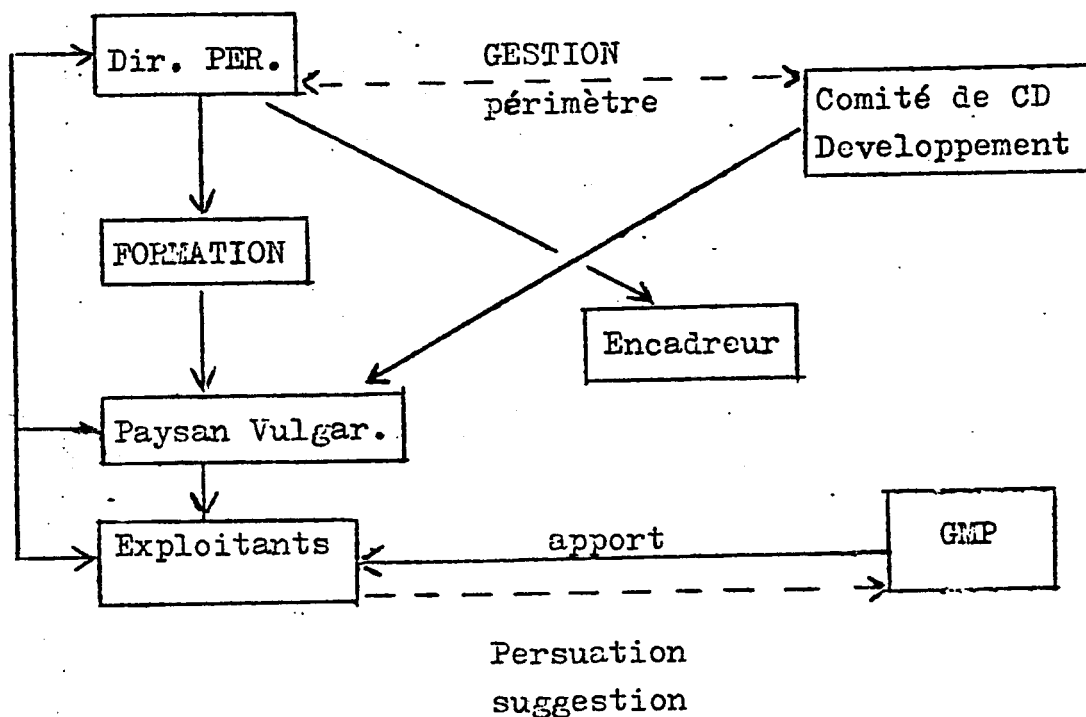 Dir. PER.
GESTION
périmètre
Comité de CD
Developpement
FORMATION
Encadreur
Paysan Vulgar.
Exploitants
apport
GMP
Persuation
suggestion